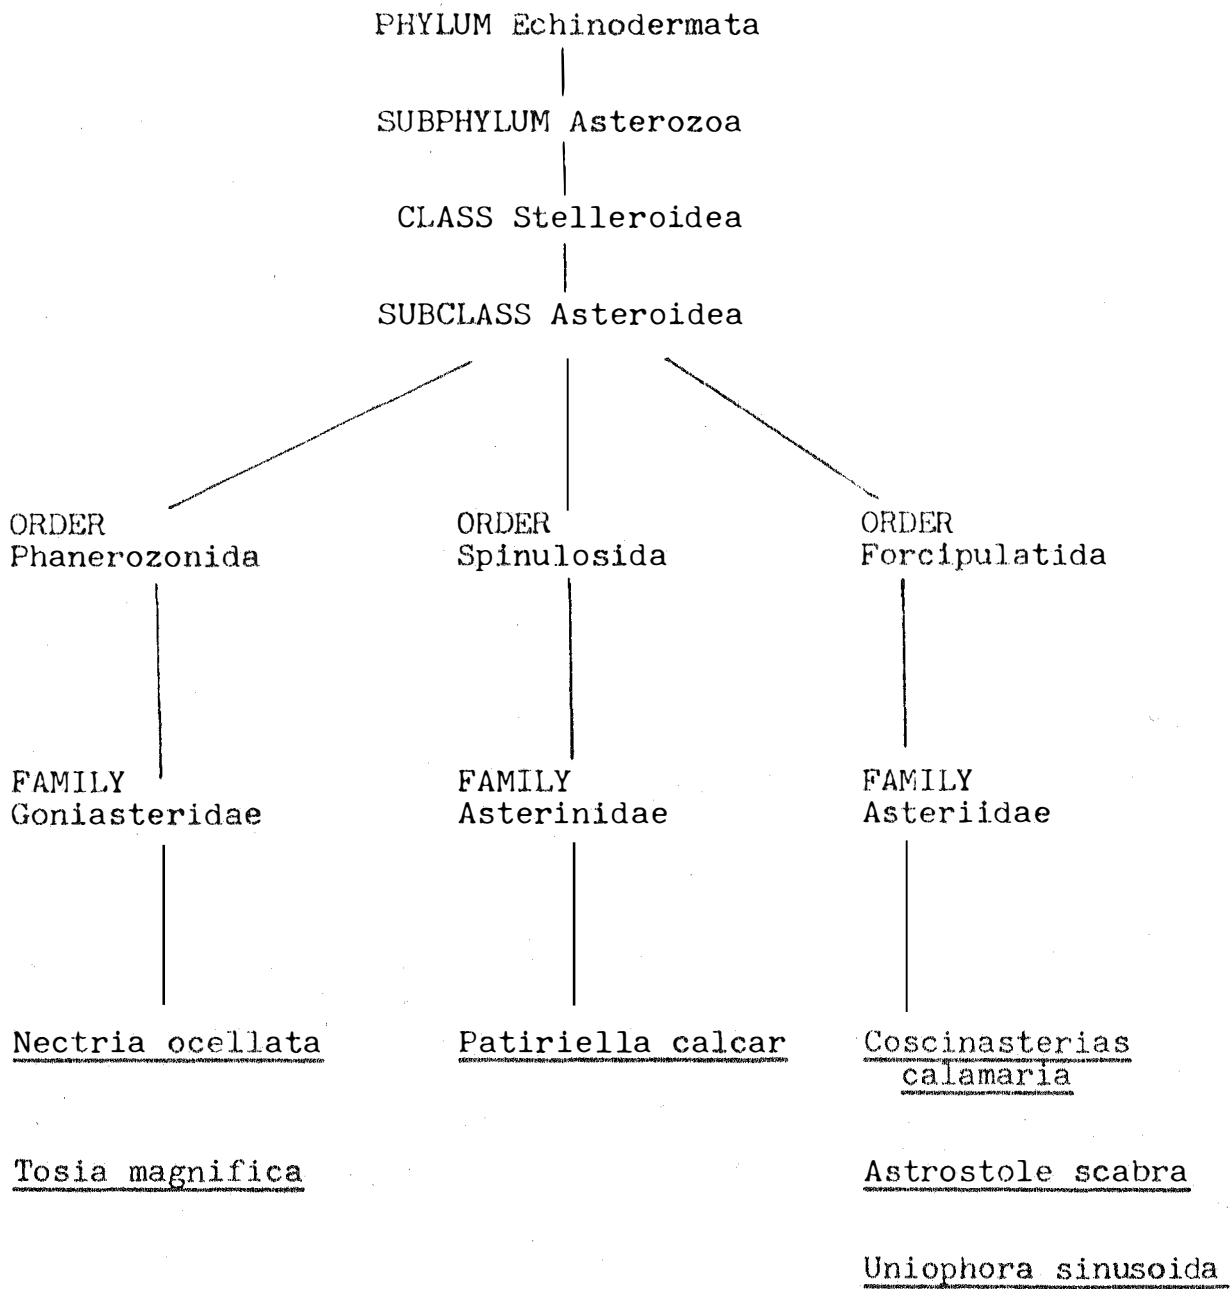 PHYLUM Echinodermata
SUBPHYLUM Asterozoa
CLASS Stelleroidea
SUBCLASS Asteroidea
ORDER
Phanerozonida
ORDER
Spinulosida
ORDER
Forcipulatida
FAMILY
Goniasteridae
FAMILY
Asterinidae
FAMILY
Asteriidae
Nectria ocellata
Tosia magnifica
Patiriella calcar
Coscinasterias
calamaria
Astrostole scabra
Uniophora sinusoida